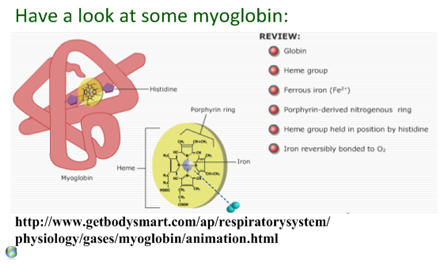 Have a look at some myoglobin:
REVIEW:
Globin
Heme group
Ferrous iron (Fe²⁺)
Porphyrin-derived nitrogenous ring
Heme group held in position by histidine
Iron reversibly bonded to O₂
Histidine
Porphyrin ring
Heme
Iron
Myoglobin
http://www.getbodysmart.com/ap/respiratorysystem/
physiology/gases/myoglobin/animation.html